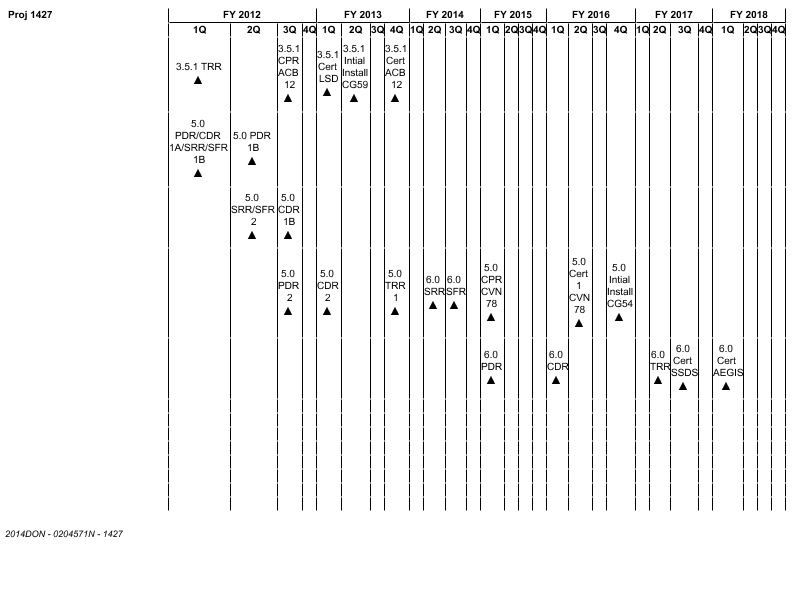 Proj 1427
FY 2012 FY 2013 FY 2014 FY 2015 FY 2016 FY 2017 FY 2018
1Q 2Q 3Q 4Q 1Q 2Q 3Q 4Q 1Q 2Q 3Q 4Q 1Q 2Q 3Q 4Q 1Q 2Q 3Q 4Q 1Q 2Q 3Q 4Q 1Q 2Q 3Q 4Q
3.5.1 TRR
3.5.1
CPR
ACB
12
3.5.1
Cert
LSD
3.5.1
Intial
Install
CG59
3.5.1
Cert
ACB
12
5.0
PDR/CDR
1A/SRR/SFR
1B
5.0 PDR
1B
5.0
SRR/SFR
2
5.0
CDR
1B
5.0
PDR
2
5.0
CDR
2
5.0
TRR
1
6.0
SRR
6.0
SFR
5.0
CPR
CVN
78
5.0
Cert
1
CVN
78
5.0
Intial
Install
CG54
6.0
PDR
6.0
CDR
6.0
TRR
6.0
Cert
SSDS
6.0
Cert
AEGIS
2014DON - 0204571N - 1427